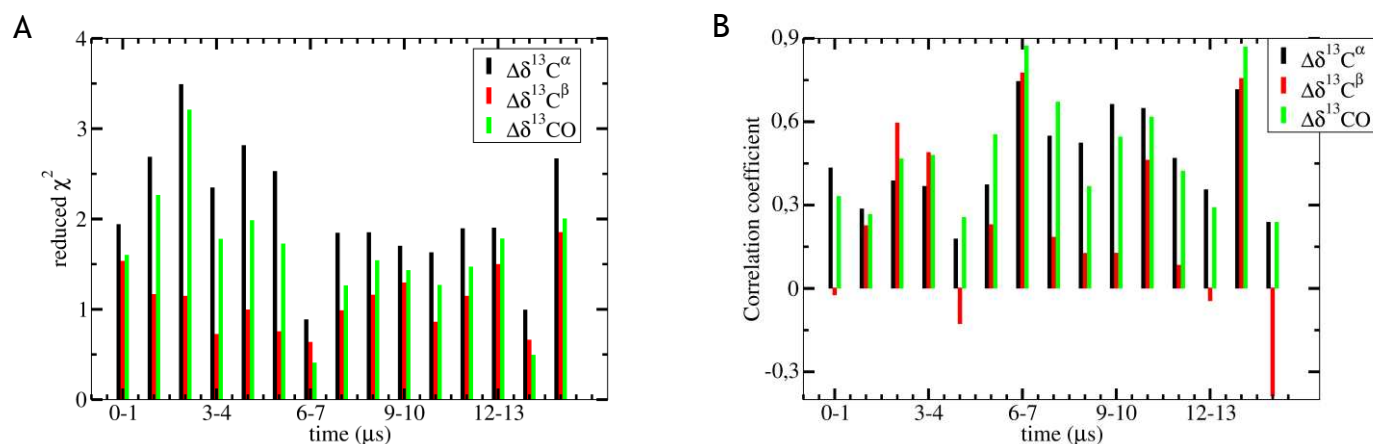 A
reduced χ²
4
3
2
1
0
Δδ¹³Cᵅ
Δδ¹³Cᵝ
Δδ¹³CO
0-1 3-4 6-7 9-10 12-13
time (μs)
B
Correlation coefficient
0,9
0,6
0,3
0
-0,3
Δδ¹³Cᵅ
Δδ¹³Cᵝ
Δδ¹³CO
0-1 3-4 6-7 9-10 12-13
time (μs)